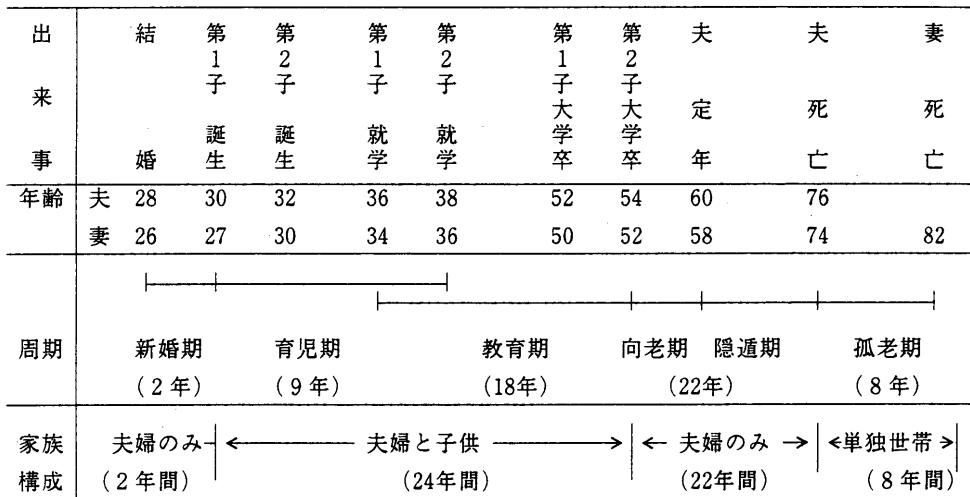 出来事 結婚 第1子誕生 第2子誕生 第1子就学 第2子就学 第1子大学卒 第2子大学卒 夫定年 夫死亡 妻死亡
年齢 夫 28 30 32 36 38 52 54 60 76
妻 26 27 30 34 36 50 52 58 74 82
周期 新婚期 育児期 教育期 向老期 隠遁期 孤老期
(2年) (9年) (18年) (22年) (8年)
家族 夫婦のみ 夫婦と子供 夫婦のみ 単独世帯
構成 (2年間) (24年間) (22年間) (8年間)